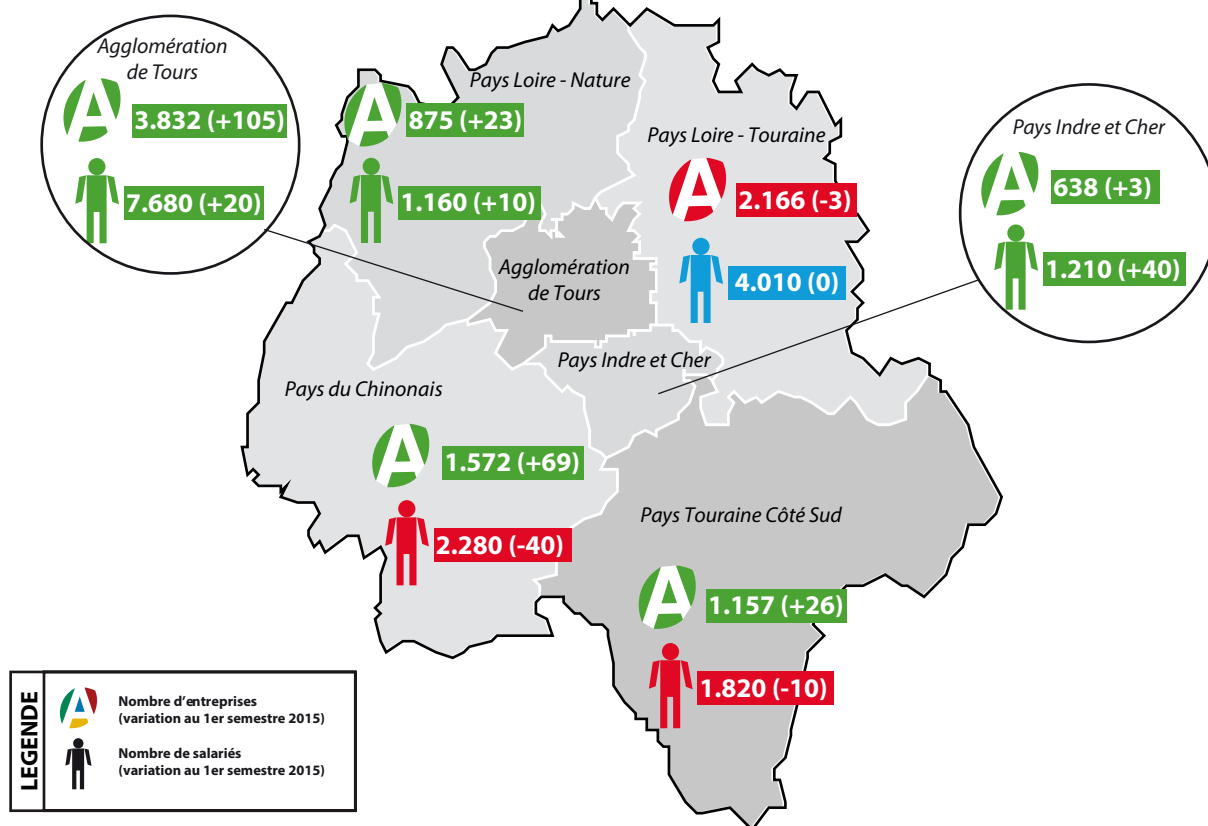 Agglomération
de Tours
A
3.832 (+105)
7.680 (+20)
Pays Loire - Nature
A
875 (+23)
1.160 (+10)
Pays Loire - Touraine
A
2.166 (-3)
4.010 (0)
Pays Indre et Cher
A
638 (+3)
1.210 (+40)
Agglomération
de Tours
Pays Indre et Cher
Pays du Chinonais
A
1.572 (+69)
2.280 (-40)
Pays Touraine Côté Sud
A
1.157 (+26)
1.820 (-10)
LEGENDE
A
Nombre d'entreprises
(variation au 1er semestre 2015)
Nombre de salariés
(variation au 1er semestre 2015)